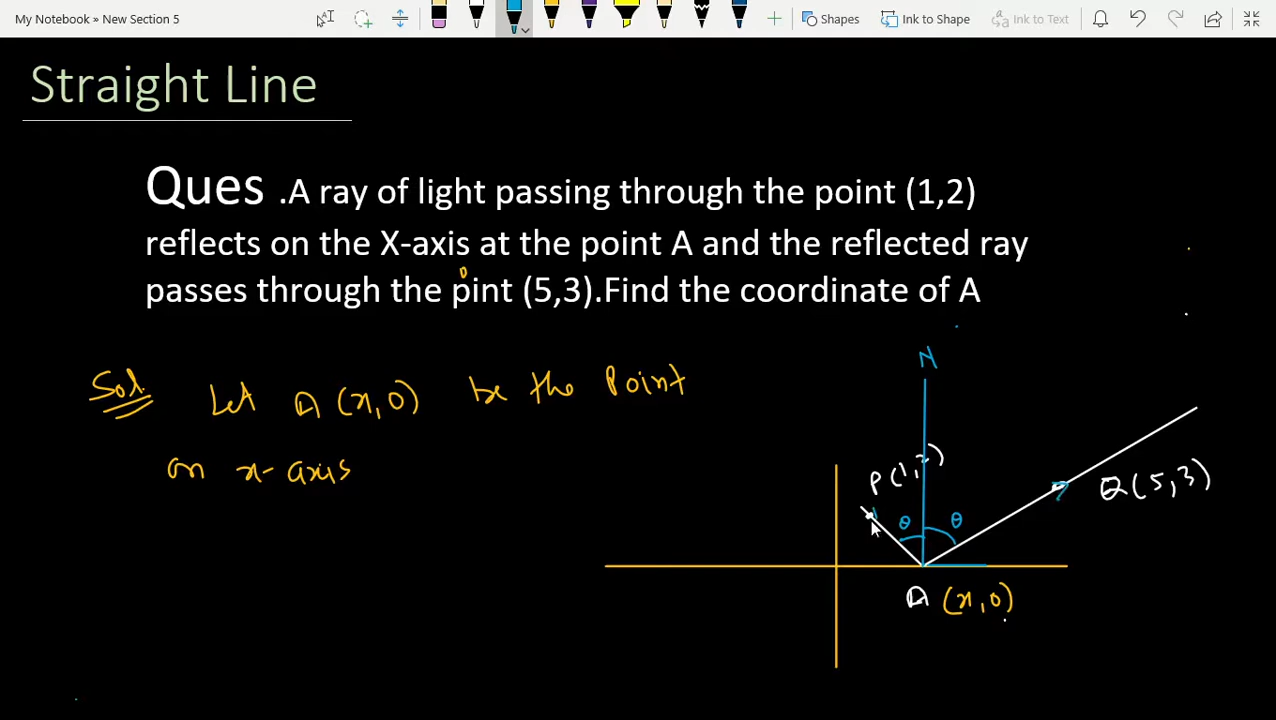 My Notebook » New Section 5
Shapes
Ink to Shape
Ink to Text
Straight Line
Ques .A ray of light passing through the point (1,2)
reflects on the X-axis at the point A and the reflected ray
passes through the pint (5,3).Find the coordinate of A
o
Sol. Let A (x,0) be the Point
on x-axis
N
P(1,2)
Q(5,3)
θ θ
A (x,0)